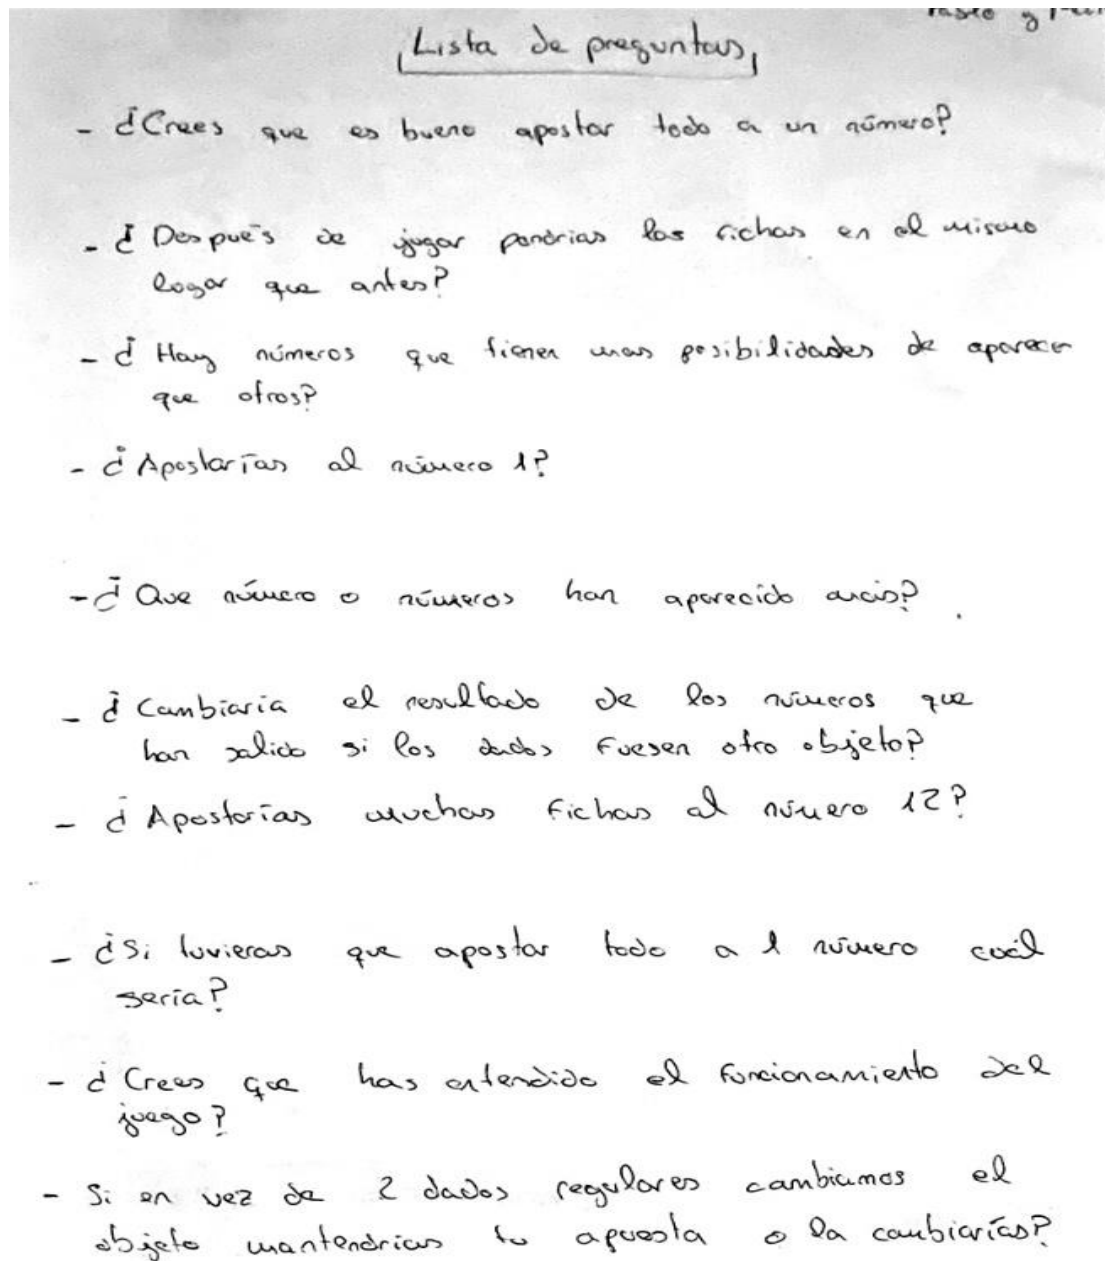 Lista de preguntas
- ¿Crees que es bueno apostar todo a un número?
- ¿Después de jugar pondrias las fichas en el mismo
lugar que antes?
- ¿Hay números que tienen mas posibilidades de aparecer
que otros?
- ¿Apostarías al número 1?
- ¿Que número o números han aparecido más?
- ¿Cambiaria el resultado de los números que
han salido si los dados fuesen otro objeto?
- ¿Apostarías muchas fichas al número 12?
- ¿Si tuvieras que apostar todo a 1 número cuál
sería?
- ¿Crees que has entendido el funcionamiento del
juego?
- Si en vez de 2 dados regulares cambiamos el
objeto mantendrias tu apuesta o la cambiarías?